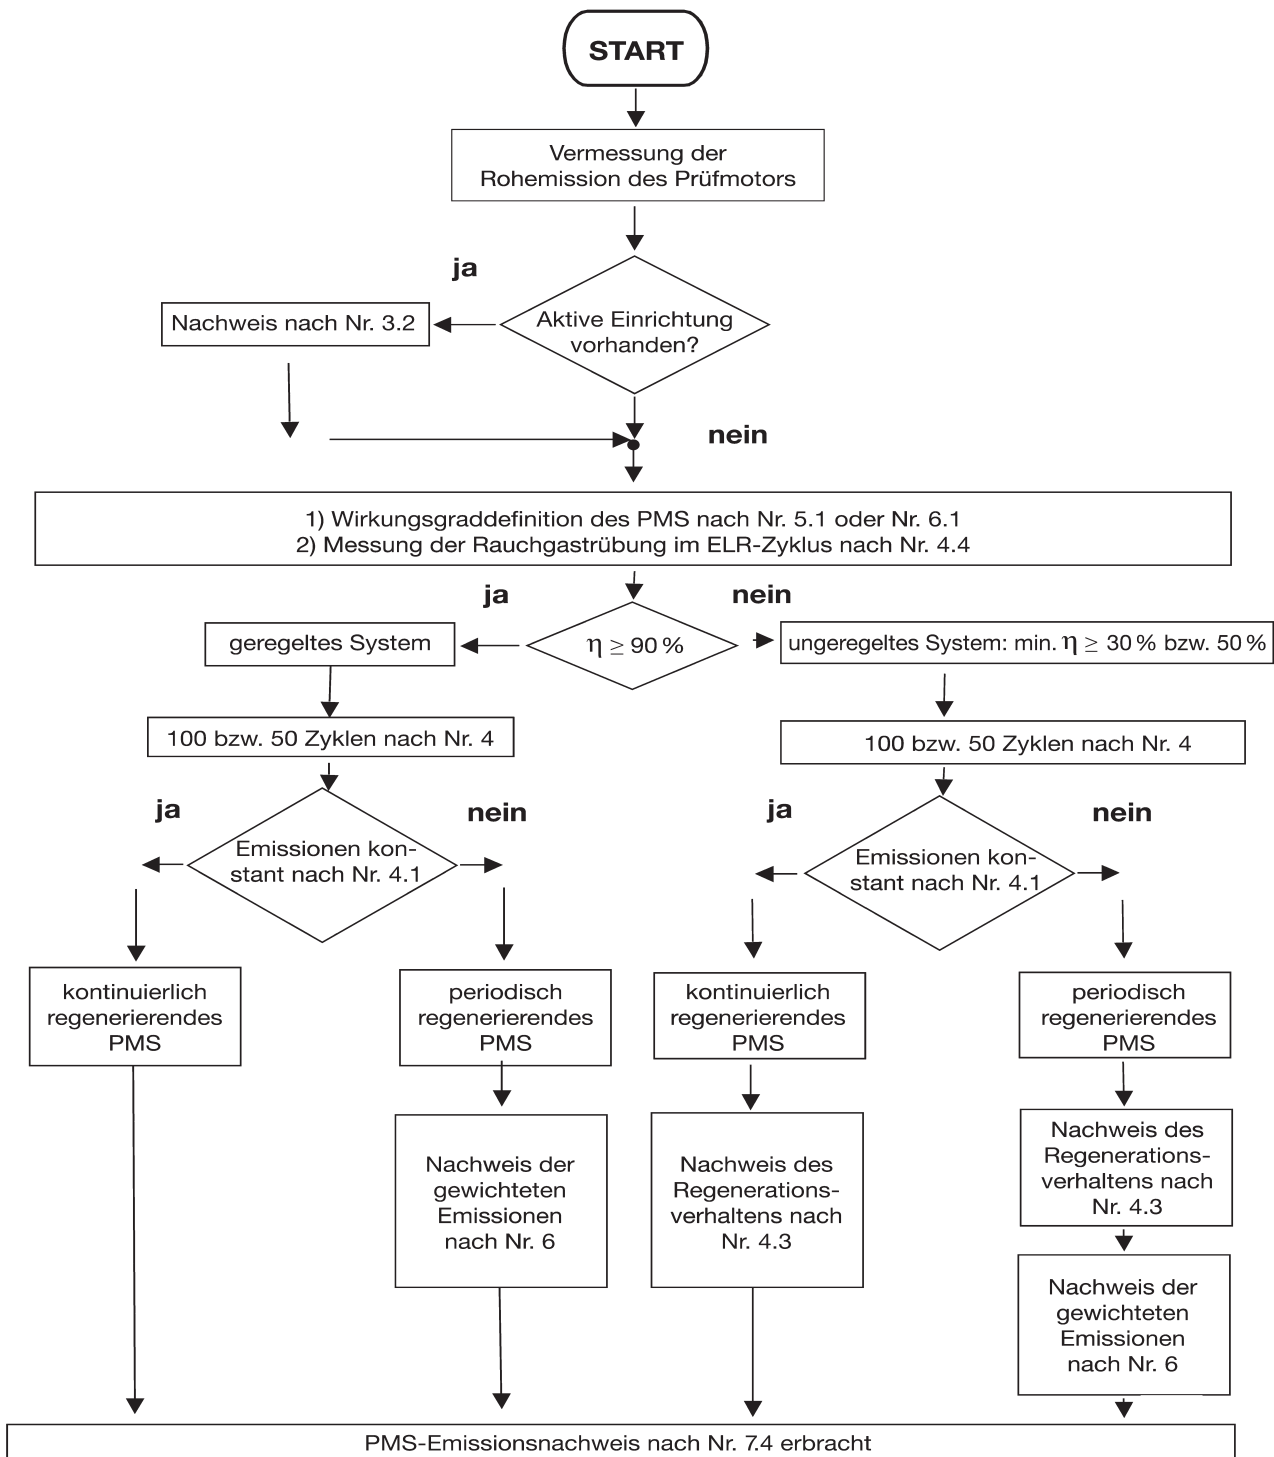 START
Vermessung der
Rohemission des Prüfmotors
ja
Aktive Einrichtung
vorhanden?
Nachweis nach Nr. 3.2
nein
1) Wirkungsgraddefinition des PMS nach Nr. 5.1 oder Nr. 6.1
2) Messung der Rauchgastrübung im ELR-Zyklus nach Nr. 4.4
ja
nein
geregeltes System
η ≥ 90 %
ungeregeltes System: min. η ≥ 30 % bzw. 50 %
100 bzw. 50 Zyklen nach Nr. 4
100 bzw. 50 Zyklen nach Nr. 4
ja
nein
ja
nein
Emissionen kon-
stant nach Nr. 4.1
Emissionen kon-
stant nach Nr. 4.1
kontinuierlich
regenerierendes
PMS
periodisch
regenerierendes
PMS
kontinuierlich
regenerierendes
PMS
periodisch
regenerierendes
PMS
Nachweis der
gewichteten
Emissionen
nach Nr. 6
Nachweis des
Regenerations-
verhaltens nach
Nr. 4.3
Nachweis des
Regenerations-
verhaltens nach
Nr. 4.3
Nachweis der
gewichteten
Emissionen
nach Nr. 6
PMS-Emissionsnachweis nach Nr. 7.4 erbracht